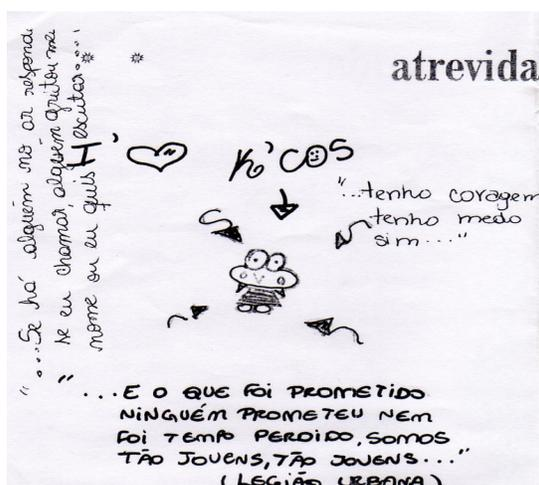 atrevida
"...Se há alguém no ar responda
se eu chamar, alguém gritou meu
nome ou eu quis escutar..."
I' ♡ K'COS
"...tenho coragem
tenho medo
sim..."
"...E O QUE FOI PROMETIDO
NINGUÉM PROMETEU NEM
FOI TEMPO PERDIDO, SOMOS
TÃO JOVENS, TÃO JOVENS..."
(LEGIÃO URBANA)